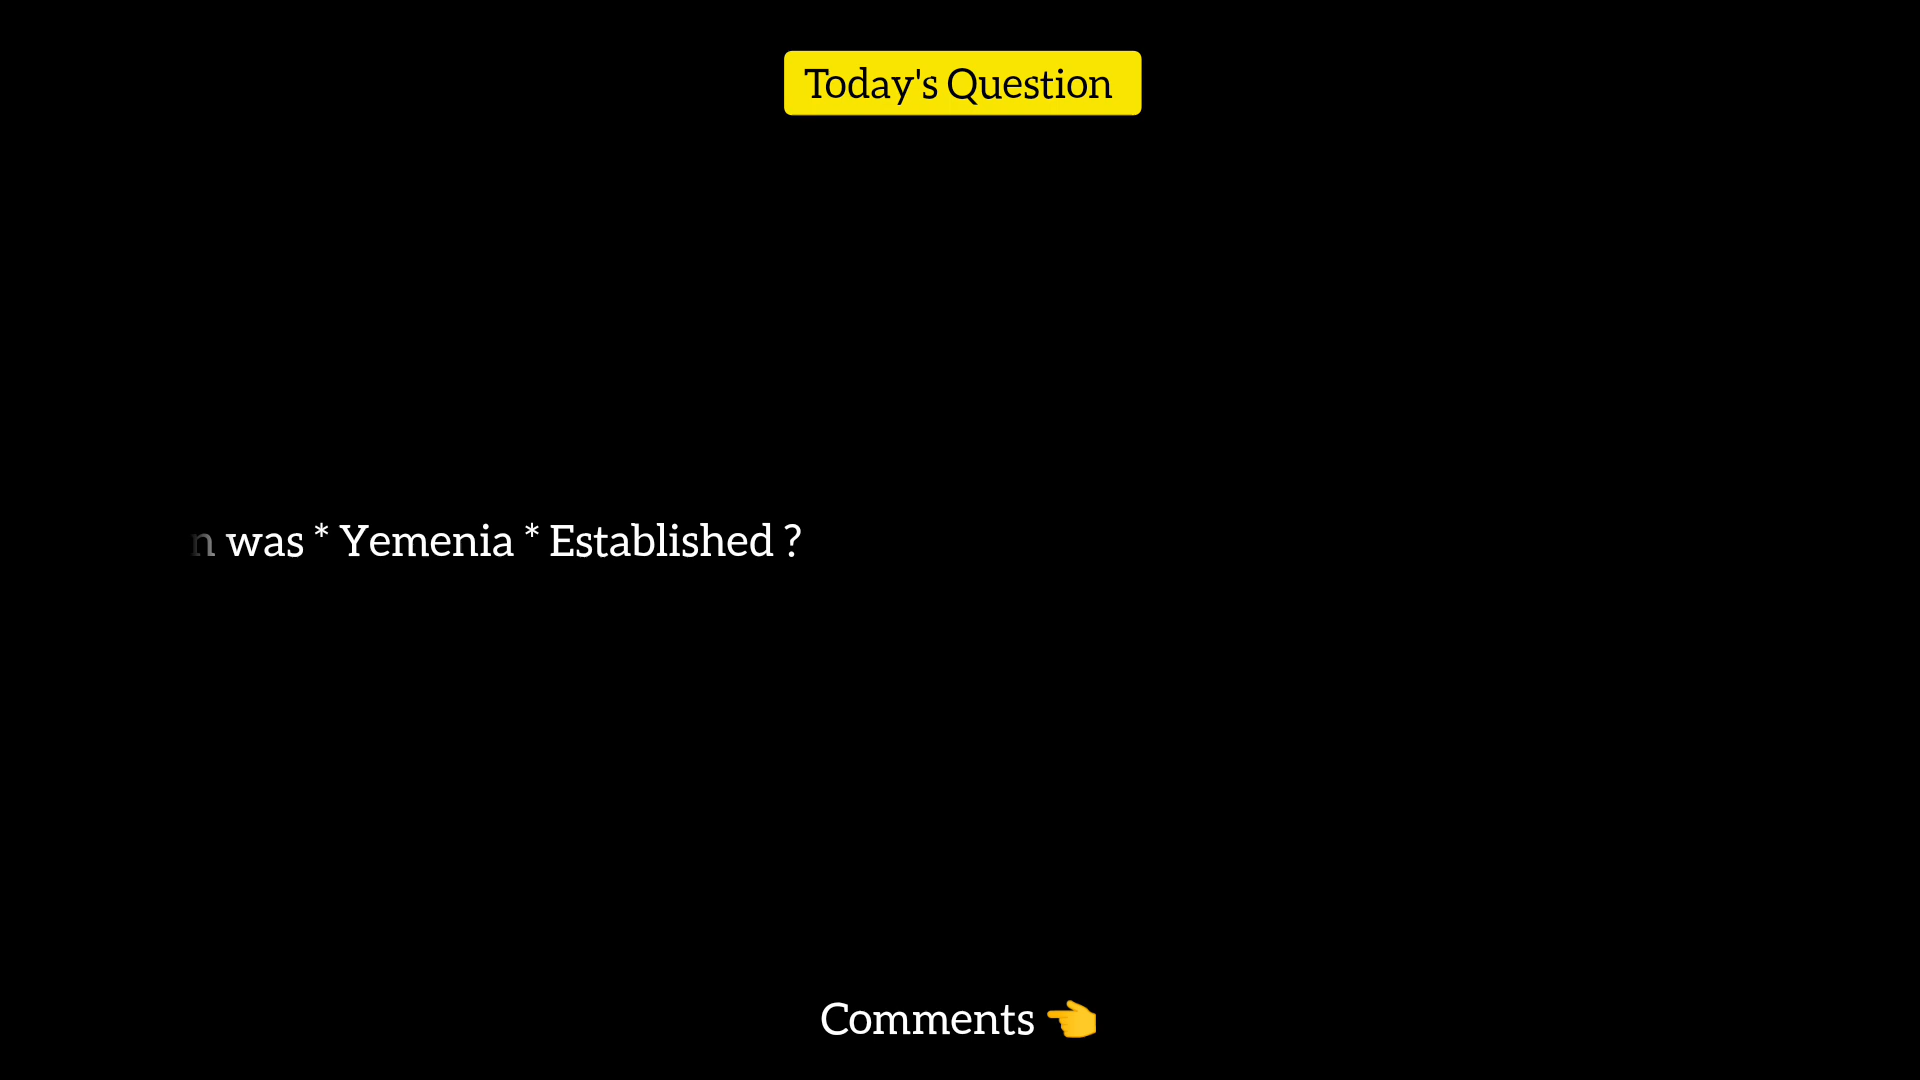 Today's Question
n was * Yemenia * Established ?
Comments 👈